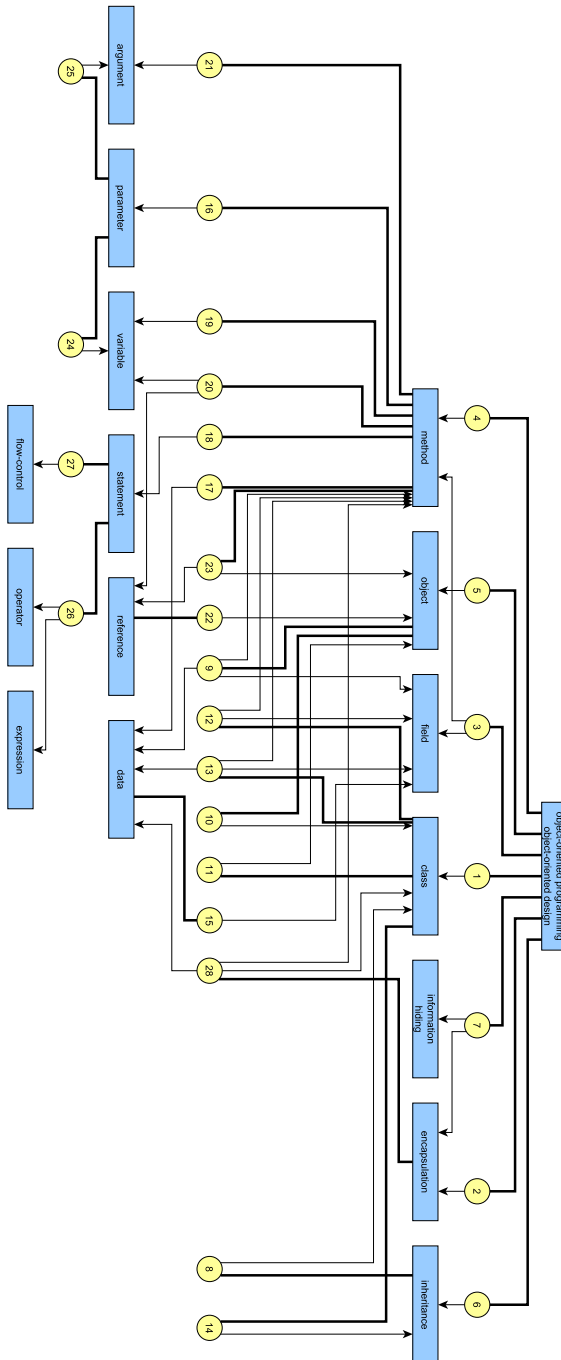 object-oriented programming
object-oriented design
4
5
3
1
7
2
6
method
object
field
class
information
hiding
encapsulation
inheritance
21
16
19
20
18
17
23
22
9
12
13
10
11
15
28
8
14
argument
parameter
variable
statement
reference
data
25
24
27
26
flow-control
operator
expression